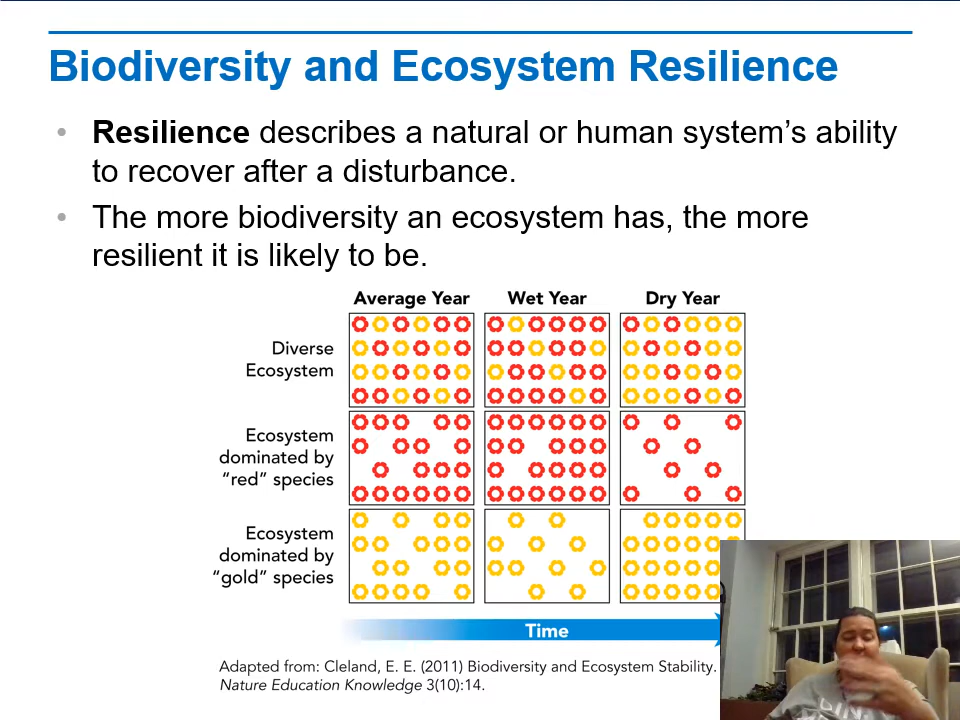 Biodiversity and Ecosystem Resilience
• Resilience describes a natural or human system's ability
to recover after a disturbance.
• The more biodiversity an ecosystem has, the more
resilient it is likely to be.
Average Year Wet Year Dry Year
Diverse
Ecosystem
Ecosystem
dominated by
“red” species
Ecosystem
dominated by
“gold” species
Time
Adapted from: Cleland, E. E. (2011) Biodiversity and Ecosystem Stability.
Nature Education Knowledge 3(10):14.